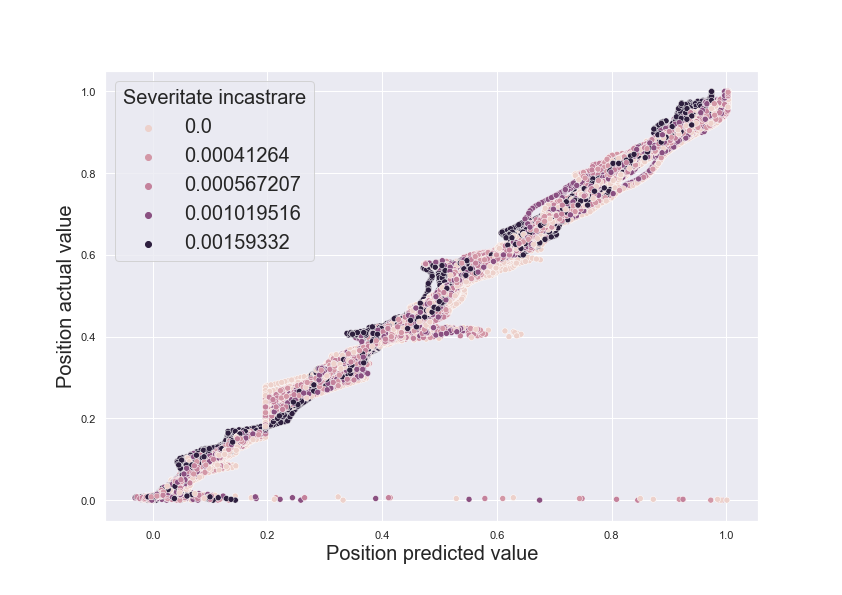 Severitate incastrare
0.0
0.00041264
0.000567207
0.001019516
0.00159332
1.0
0.8
0.6
0.4
0.2
0.0
Position actual value
0.0 0.2 0.4 0.6 0.8 1.0
Position predicted value